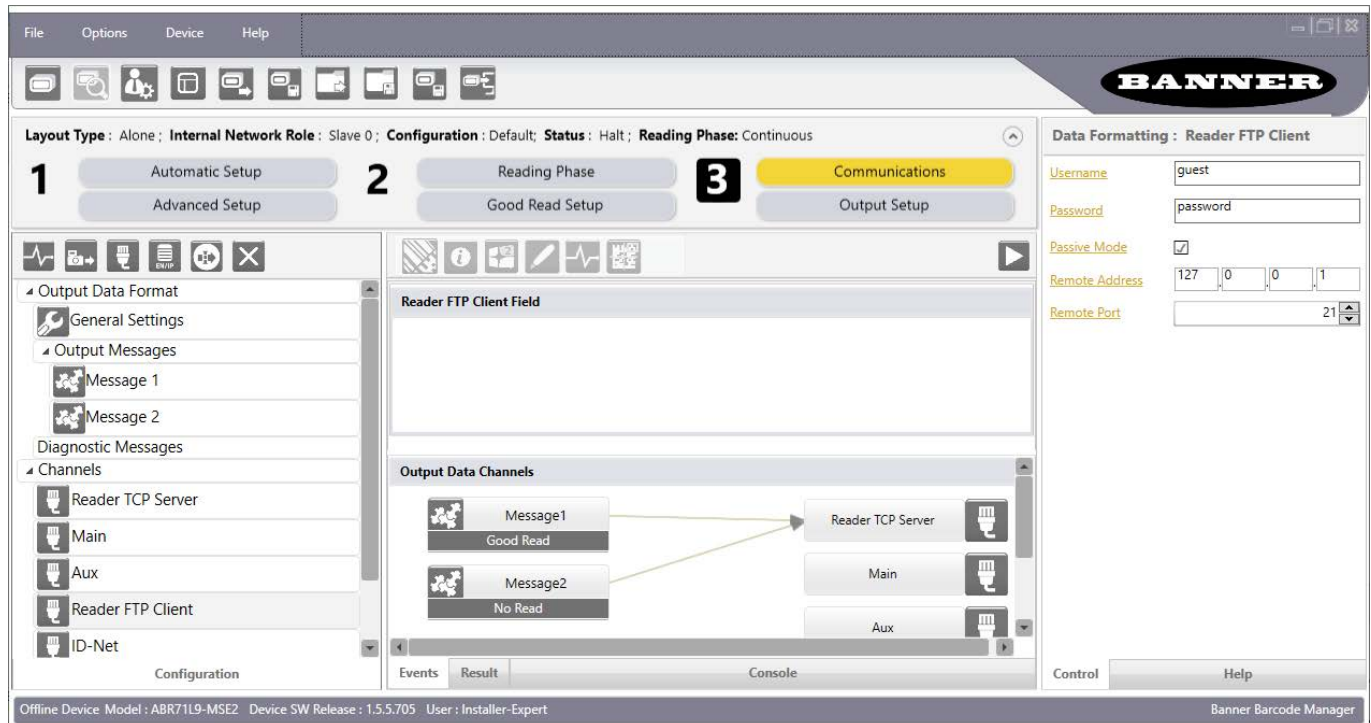 File Options Device Help
BANNER
Layout Type : Alone ; Internal Network Role : Slave 0 ; Configuration : Default; Status : Halt ; Reading Phase: Continuous
1
Automatic Setup
Advanced Setup
2
Reading Phase
Good Read Setup
3
Communications
Output Setup
EN/IP
Output Data Format
General Settings
Output Messages
Message 1
Message 2
Diagnostic Messages
Channels
Reader TCP Server
Main
Aux
Reader FTP Client
ID-Net
Configuration
Reader FTP Client Field
Output Data Channels
Message1
Good Read
Message2
No Read
Reader TCP Server
Main
Aux
Events Result Console
Data Formatting : Reader FTP Client
Username guest
Password password
Passive Mode
Remote Address 127 . 0 . 0 . 1
Remote Port 21
Control Help
Offline Device Model : ABR71L9-MSE2 Device SW Release : 1.5.5.705 User : Installer-Expert
Banner Barcode Manager